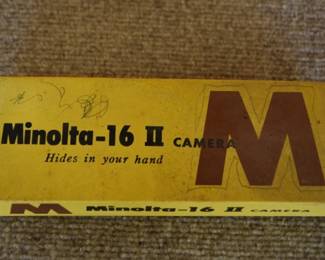 Minolta-16 II CAMERA M
Hides in your hand
M Minolta-16 II CAMERA